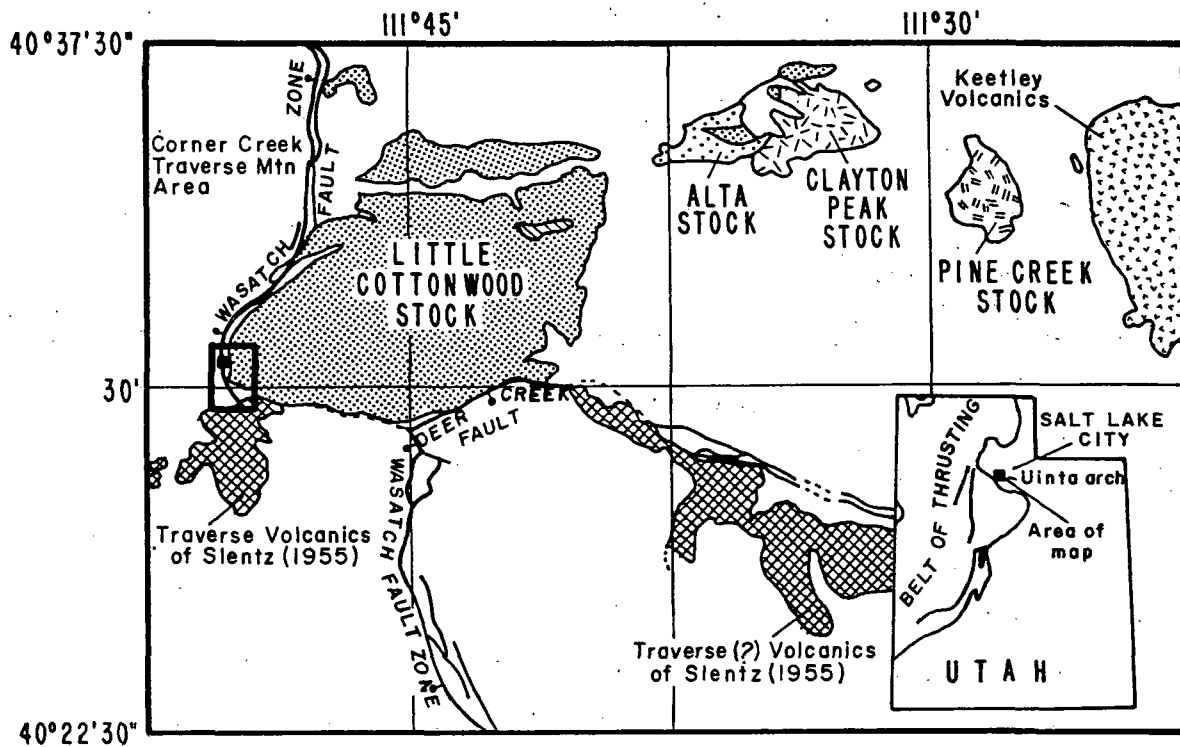 111°45'
111°30'
40°37'30"
ZONE
FAULT
WASATCH
Corner Creek
Traverse Mtn
Area
LITTLE
COTTONWOOD
STOCK
ALTA
STOCK
CLAYTON
PEAK
STOCK
Keetley
Volcanics
PINE CREEK
STOCK
30'
DEER CREEK
FAULT
WASATCH FAULT ZONE
Traverse Volcanics
of Slentz (1955)
Traverse (?) Volcanics
of Slentz (1955)
BELT OF THRUSTING
SALT LAKE
CITY
Uinta arch
Area of
map
UTAH
40°22'30"